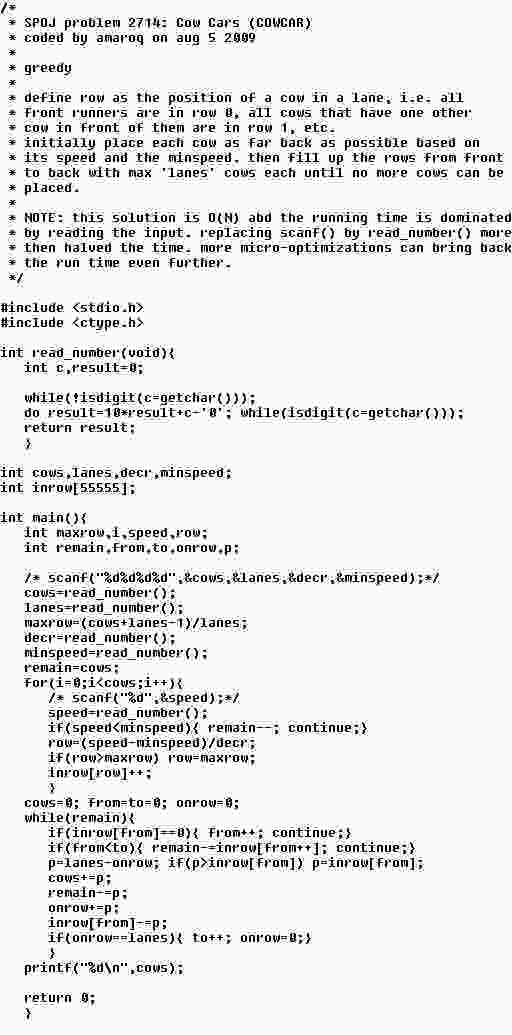 /*
 * SPOJ problem 2714: Cow Cars (COWCAR)
 * coded by amaroq on aug 5 2009
 *
 * greedy
 *
 * define row as the position of a cow in a lane, i.e. all
 * front runners are in row 0, all cows that have one other
 * cow in front of them are in row 1, etc.
 * initially place each cow as far back as possible based on
 * its speed and the minspeed. then fill up the rows from front
 * to back with max 'lanes' cows each until no more cows can be
 * placed.
 *
 * NOTE: this solution is O(N) abd the running time is dominated
 * by reading the input. replacing scanf() by read_number() more
 * then halved the time. more micro-optimizations can bring back
 * the run time even further.
 */

#include <stdio.h>
#include <ctype.h>

int read_number(void){
   int c,result=0;

   while(!isdigit(c=getchar()));
   do result=10*result+c-'0'; while(isdigit(c=getchar()));
   return result;
   }

int cows,lanes,decr,minspeed;
int inrow[55555];

int main(){
   int maxrow,i,speed,row;
   int remain,from,to,onrow,p;

   /* scanf("%d%d%d%d",&cows,&lanes,&decr,&minspeed);*/
   cows=read_number();
   lanes=read_number();
   maxrow=(cows+lanes-1)/lanes;
   decr=read_number();
   minspeed=read_number();
   remain=cows;
   for(i=0;i<cows;i++){
      /* scanf("%d",&speed);*/
      speed=read_number();
      if(speed<minspeed){ remain--; continue;}
      row=(speed-minspeed)/decr;
      if(row>maxrow) row=maxrow;
      inrow[row]++;
      }
   cows=0; from=to=0; onrow=0;
   while(remain){
      if(inrow[from]==0){ from++; continue;}
      if(from<to){ remain-=inrow[from++]; continue;}
      p=lanes-onrow; if(p>inrow[from]) p=inrow[from];
      cows+=p;
      remain-=p;
      onrow+=p;
      inrow[from]-=p;
      if(onrow==lanes){ to++; onrow=0;}
      }
   printf("%d\n",cows);

   return 0;
   }